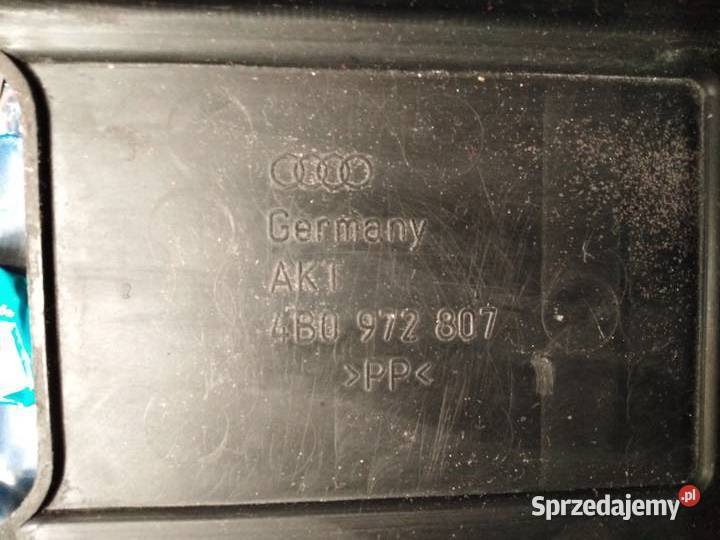 Germany
AKT
4B0 972 807
>PP<
Sprzedajemy.pl